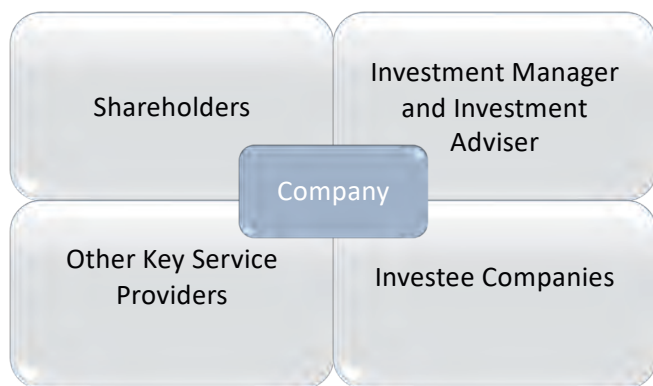 Shareholders
Investment Manager
and Investment
Adviser
Company
Other Key Service
Providers
Investee Companies